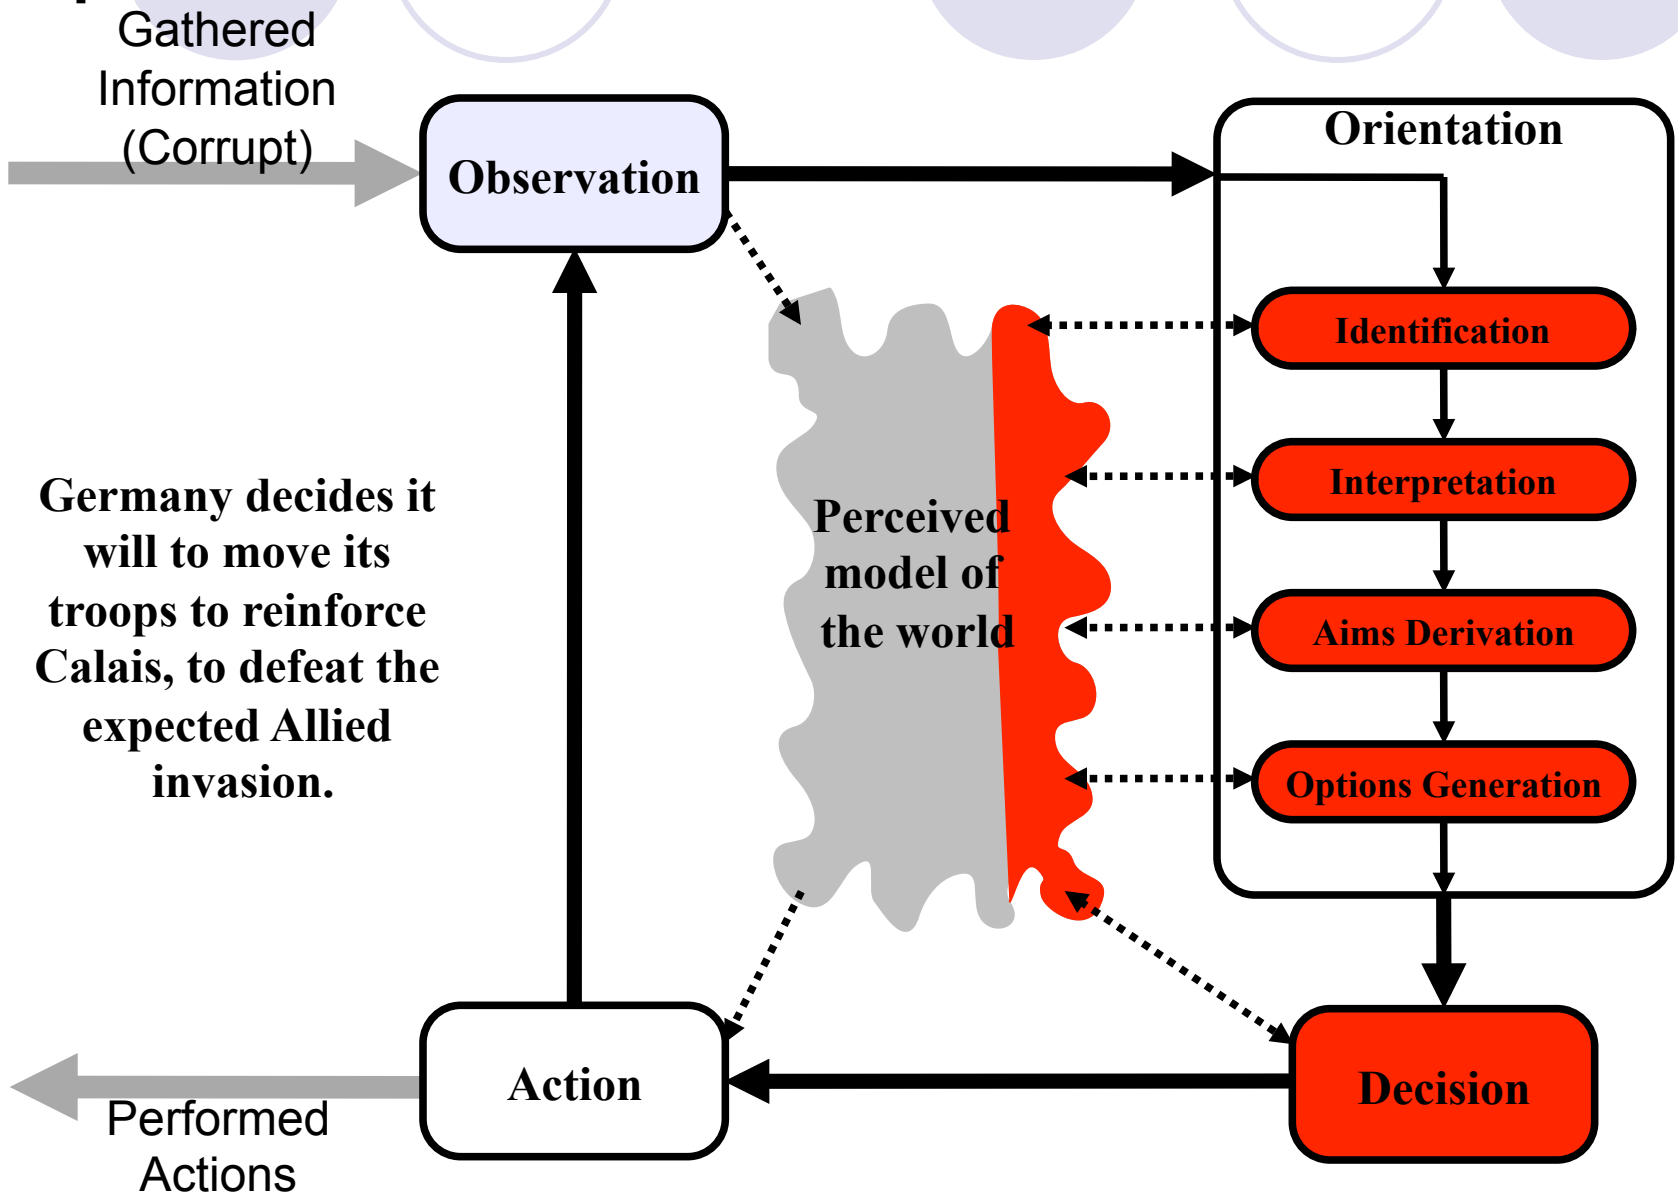 Gathered
Information
(Corrupt)
Observation
Orientation
Identification
Interpretation
Aims Derivation
Options Generation
Perceived
model of
the world
Germany decides it
will to move its
troops to reinforce
Calais, to defeat the
expected Allied
invasion.
Action
Decision
Performed
Actions